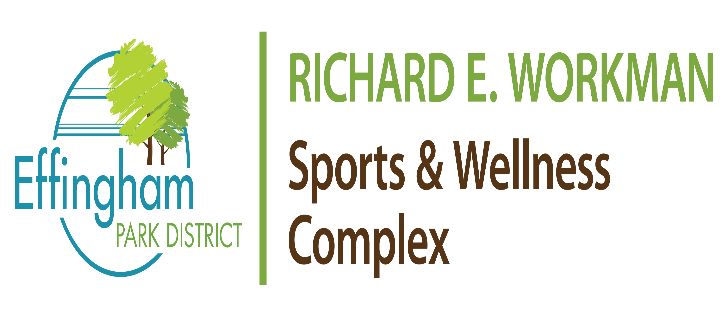 Effingham
PARK DISTRICT
RICHARD E. WORKMAN
Sports & Wellness
Complex